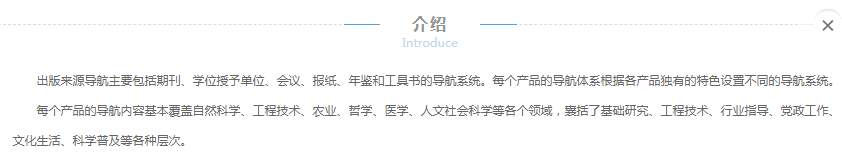 介绍
Introduce
出版来源导航主要包括期刊、学位授予单位、会议、报纸、年鉴和工具书的导航系统。每个产品的导航体系根据各产品独有的特色设置不同的导航系统。
每个产品的导航内容基本覆盖自然科学、工程技术、农业、哲学、医学、人文社会科学等各个领域，囊括了基础研究、工程技术、行业指导、党政工作、
文化生活、科学普及等各种层次。